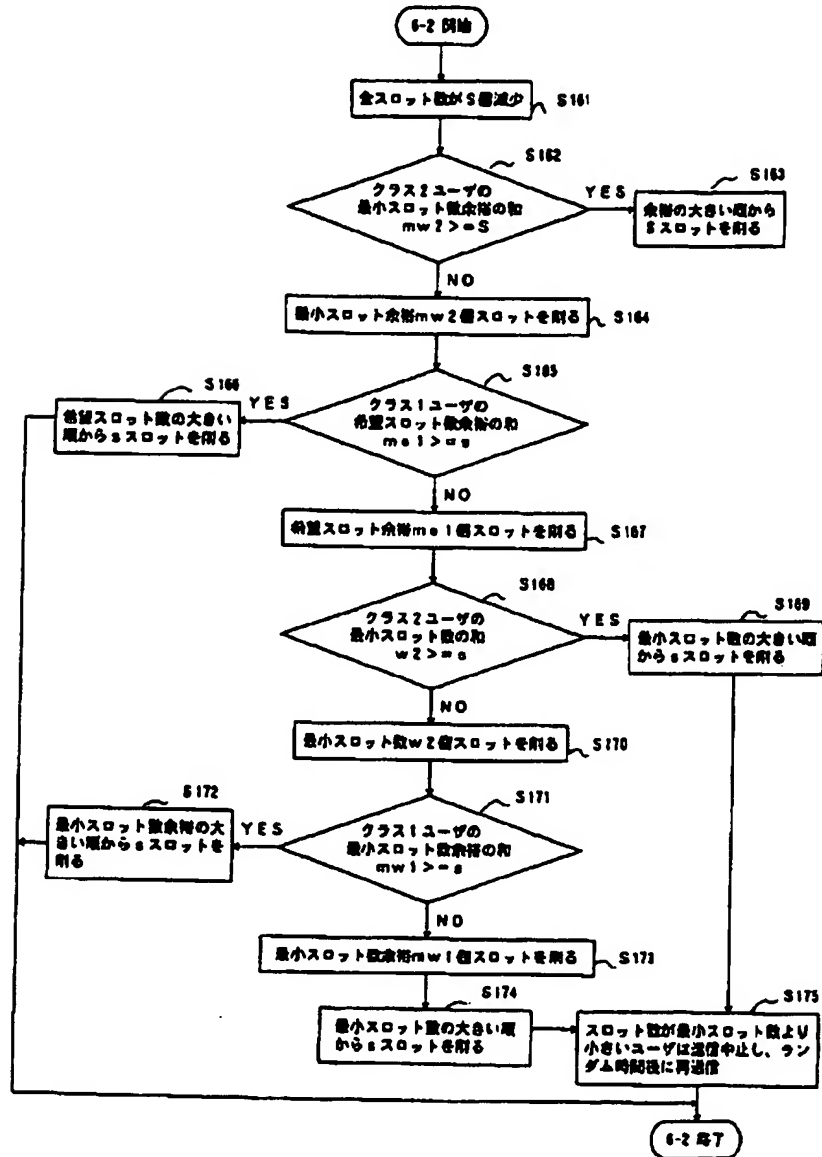 6-2 開始
全スロット数がS個減少
S161
S162
クラス2ユーザの
最小スロット数余裕の和
mw2>=S
YES
S163
余裕の大きい順から
Sスロットを削る
NO
最小スロット余裕mw2個スロットを削る
S164
S165
クラス1ユーザの
希望スロット数余裕の和
me1>=s
YES
S166
希望スロット数の大きい
順からsスロットを削る
NO
希望スロット余裕me1個スロットを削る
S167
S168
クラス2ユーザの
最小スロット数の和
w2>=s
YES
S169
最小スロット数の大きい順
からsスロットを削る
NO
最小スロット数w2個スロットを削る
S170
S171
クラス1ユーザの
最小スロット数余裕の和
mw1>=s
YES
S172
最小スロット数余裕の大
きい順からsスロットを
削る
NO
最小スロット数余裕mw1個スロットを削る
S173
S174
最小スロット数の大きい順
からsスロットを削る
S175
スロット数が最小スロット数より
小さいユーザは送信中止し、ラン
ダム時間後に再送信
6-2 終了